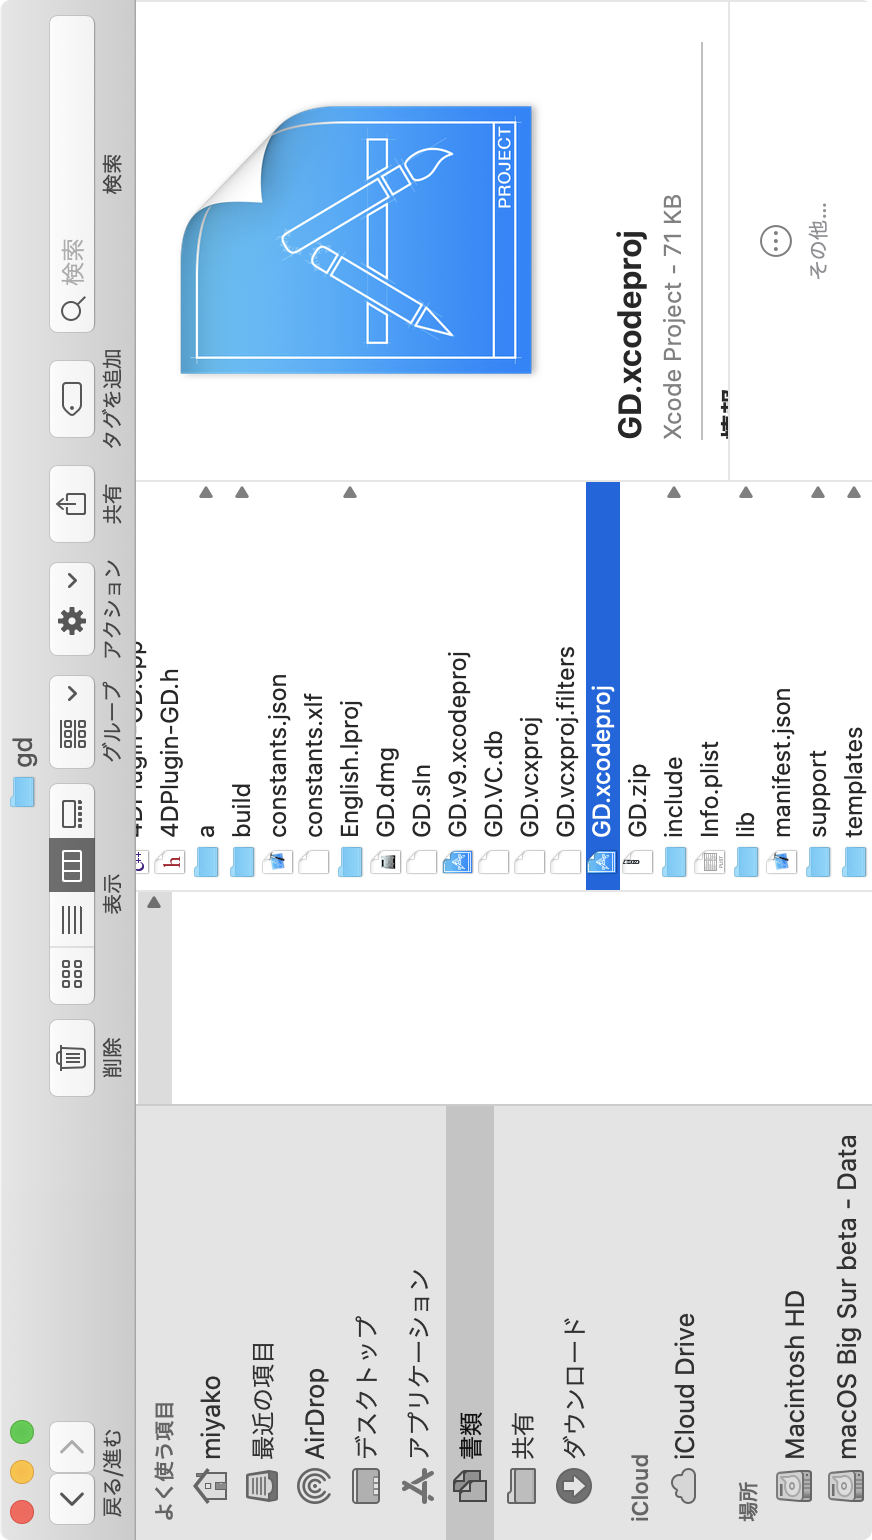 gd
戻る/進む
削除
表示
グループ
アクション
共有
タグを追加
検索
検索
よく使う項目
miyako
最近の項目
AirDrop
デスクトップ
アプリケーション
書類
共有
ダウンロード
iCloud
iCloud Drive
場所
Macintosh HD
macOS Big Sur beta - Data
4DPlugin-GD.cpp
4DPlugin-GD.h
a
build
constants.json
constants.xlf
English.lproj
GD.dmg
GD.sln
GD.v9.xcodeproj
GD.VC.db
GD.vcxproj
GD.vcxproj.filters
GD.xcodeproj
GD.zip
include
Info.plist
lib
manifest.json
support
templates
PROJECT
GD.xcodeproj
Xcode Project - 71 KB
情報
その他...